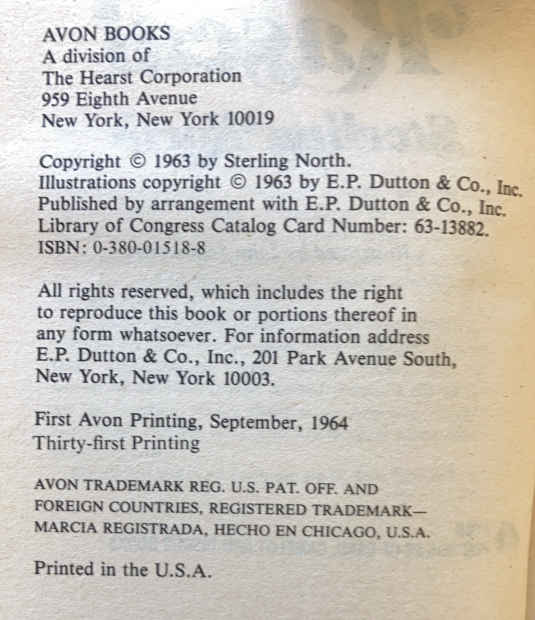 AVON BOOKS
A division of
The Hearst Corporation
959 Eighth Avenue
New York, New York 10019
Copyright © 1963 by Sterling North.
Illustrations copyright © 1963 by E.P. Dutton & Co., Inc.
Published by arrangement with E.P. Dutton & Co., Inc.
Library of Congress Catalog Card Number: 63-13882.
ISBN: 0-380-01518-8
All rights reserved, which includes the right
to reproduce this book or portions thereof in
any form whatsoever. For information address
E.P. Dutton & Co., Inc., 201 Park Avenue South,
New York, New York 10003.
First Avon Printing, September, 1964
Thirty-first Printing
AVON TRADEMARK REG. U.S. PAT. OFF. AND
FOREIGN COUNTRIES, REGISTERED TRADEMARK—
MARCIA REGISTRADA, HECHO EN CHICAGO, U.S.A.
Printed in the U.S.A.